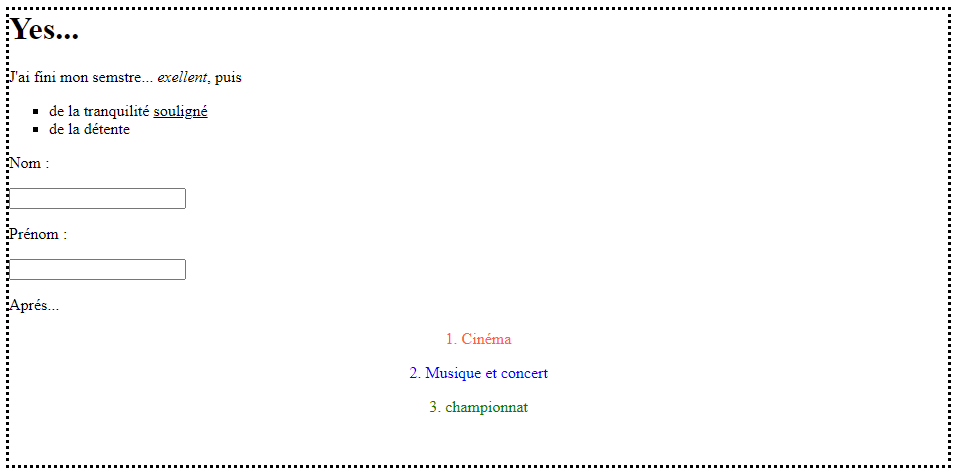 Yes...
J'ai fini mon semstre... exellent, puis
de la tranquilité souligné
de la détente
Nom :
Prénom :
Aprés...
1. Cinéma
2. Musique et concert
3. championnat